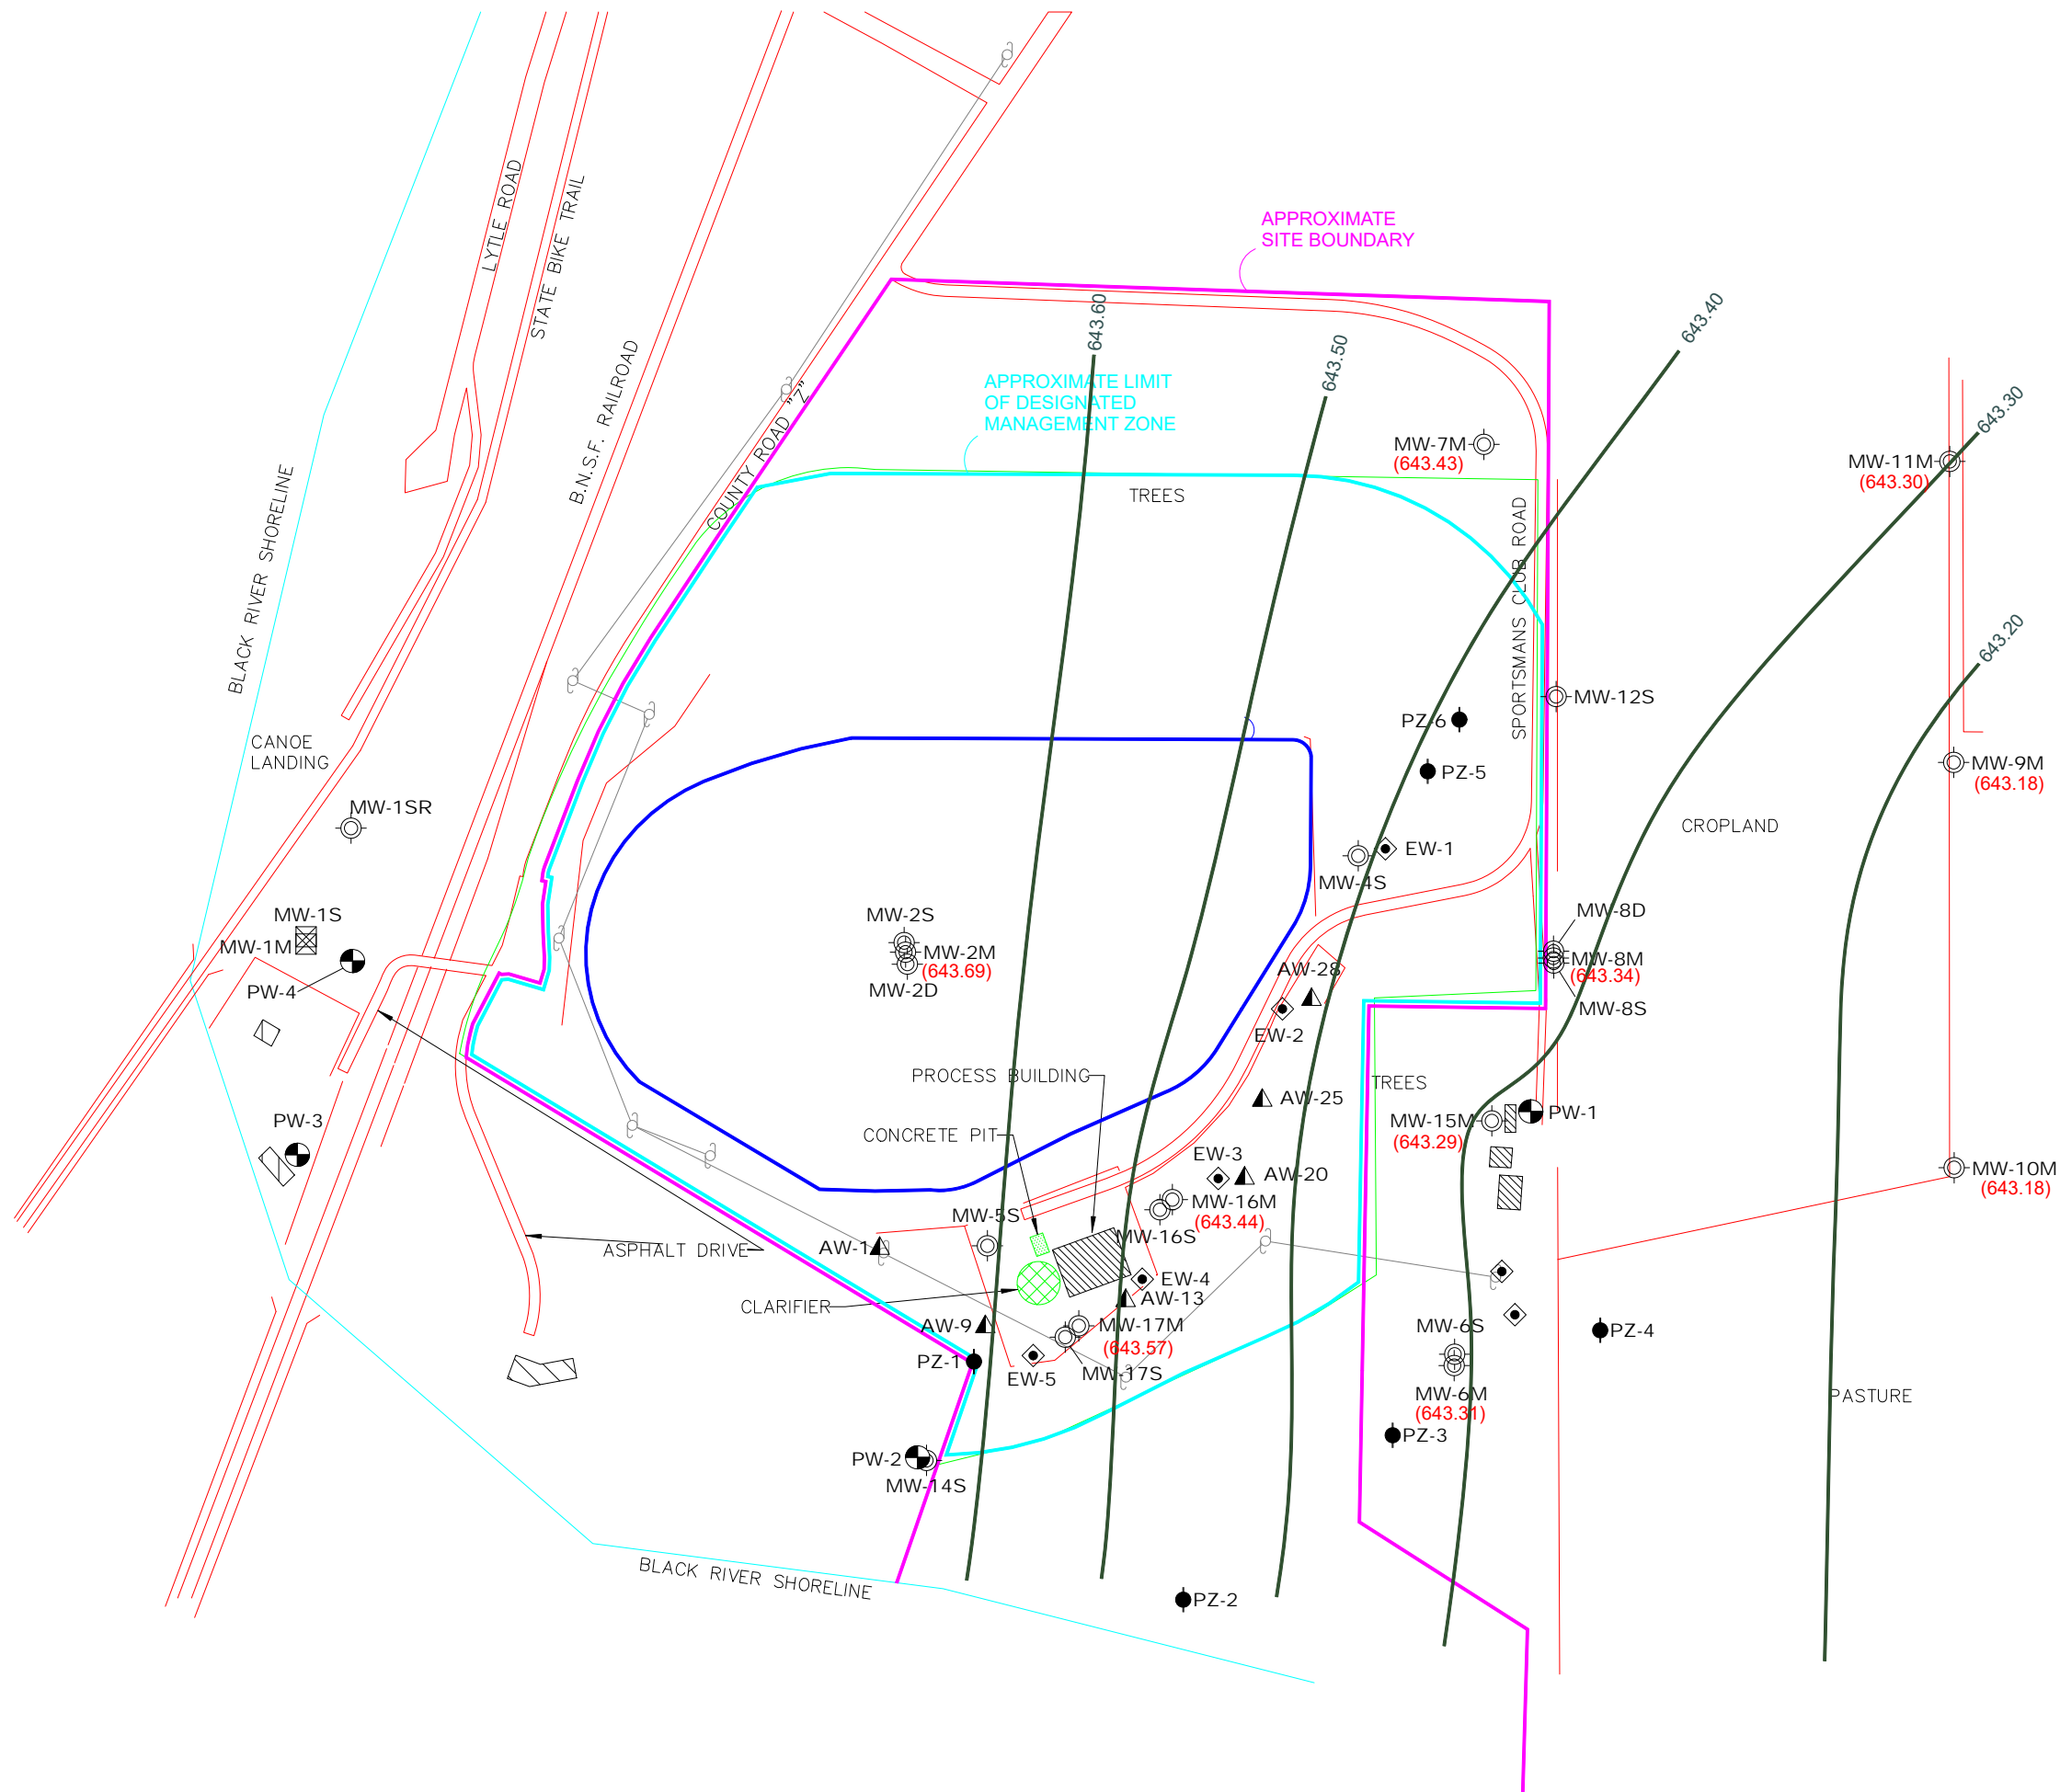 APPROXIMATE
SITE BOUNDARY
LYTLE ROAD
STATE BIKE TRAIL
643.60
643.40
643.50
B.N.S.F. RAILROAD
COUNTY ROAD "Z"
APPROXIMATE LIMIT
OF DESIGNATED
MANAGEMENT ZONE
643.30
MW-7M
(643.43)
MW-11M
(643.30)
TREES
BLACK RIVER SHORELINE
SPORTSMANS CLUB ROAD
643.20
MW-12S
PZ-6
CANOE
LANDING
MW-9M
(643.18)
PZ-5
MW-1SR
CROPLAND
EW-1
MW-4S
MW-1S
MW-2S
MW-8D
MW-1M
MW-2M
(643.69)
MW-8M
(643.34)
AW-28
PW-4
MW-2D
MW-8S
EW-2
PROCESS BUILDING
TREES
AW-25
PW-3
MW-15M
(643.29)
PW-1
CONCRETE PIT
EW-3
AW-20
MW-10M
(643.18)
MW-16M
(643.44)
MW-5S
MW-16S
AW-1
ASPHALT DRIVE
EW-4
CLARIFIER
AW-13
AW-9
MW-17M
(643.57)
MW-6S
PZ-4
PZ-1
EW-5
MW-17S
MW-6M
(643.31)
PASTURE
PZ-3
PW-2
MW-14S
BLACK RIVER SHORELINE
PZ-2